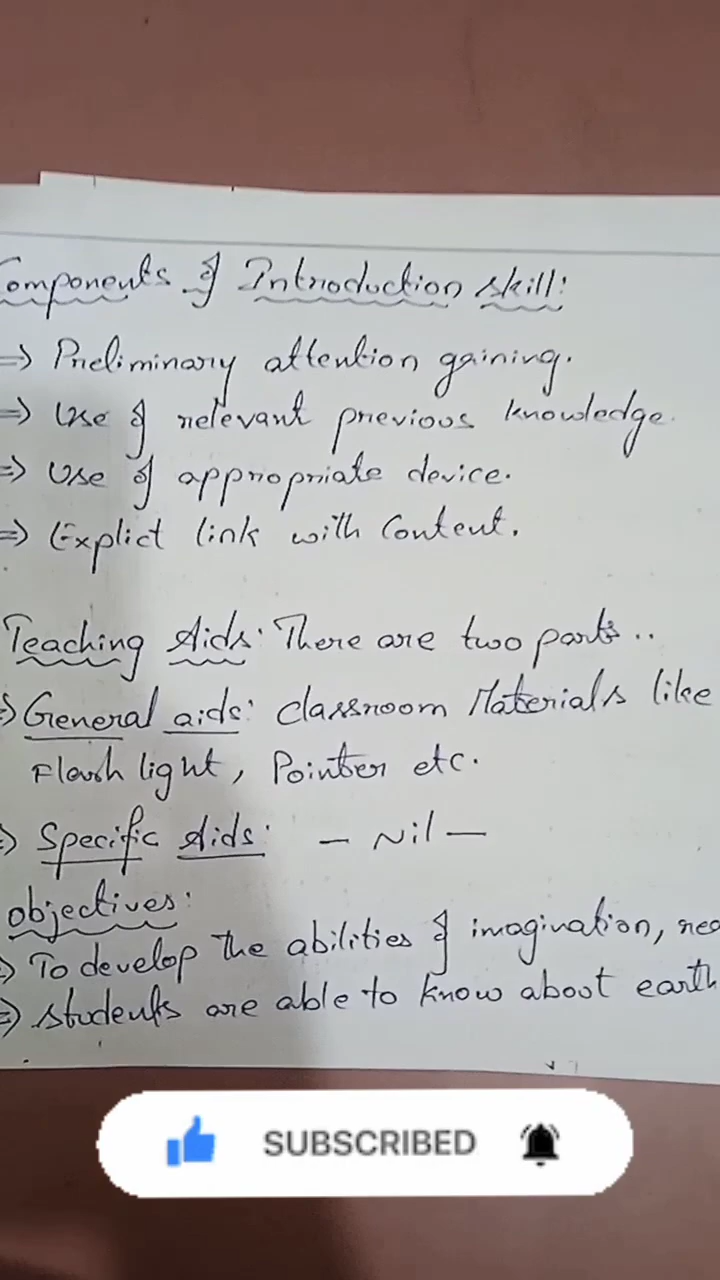 Components of Introduction skill:
=> Preliminary attention gaining.
=> Use of relevant previous knowledge.
=> Use of appropriate device.
=> Explict link with Content.
Teaching Aids: There are two parts..
=> General aids: classroom Materials like
Flash light, Pointer etc.
=> Specific Aids: - Nil -
objectives:
=> To develop the abilities of imagination,
=> students are able to know about earth
SUBSCRIBED